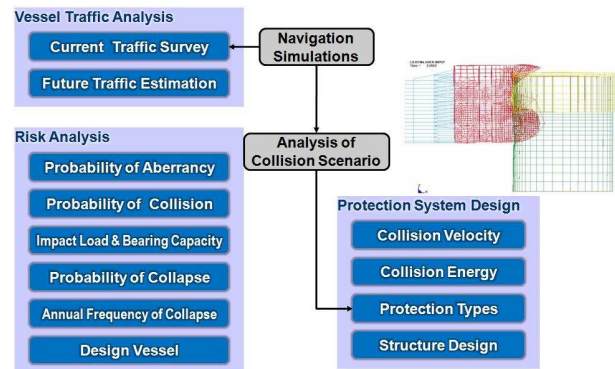 Vessel Traffic Analysis
Current Traffic Survey
Future Traffic Estimation
Navigation
Simulations
Analysis of
Collision Scenario
Risk Analysis
Probability of Aberrancy
Probability of Collision
Impact Load & Bearing Capacity
Probability of Collapse
Annual Frequency of Collapse
Design Vessel
Protection System Design
Collision Velocity
Collision Energy
Protection Types
Structure Design